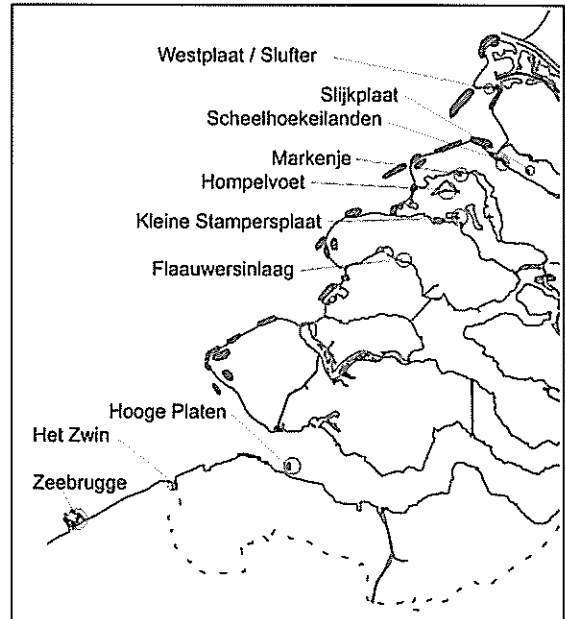 Westplaat / Slufter
Slijkplaat
Scheelhoekeilanden
Markenje
Hompelvoet
Kleine Stampersplaat
Flaauwersinlaag
Hooge Platen
Het Zwin
Zeebrugge